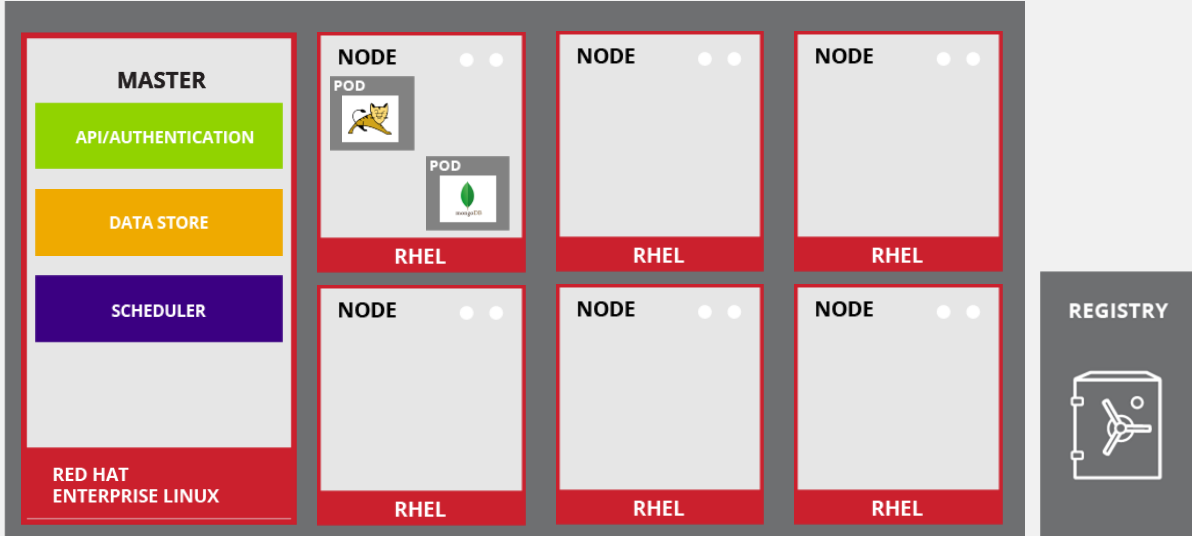 MASTER
API/AUTHENTICATION
DATA STORE
SCHEDULER
RED HAT
ENTERPRISE LINUX
NODE
POD
POD
mongoDB
RHEL
NODE
RHEL
NODE
RHEL
NODE
RHEL
NODE
RHEL
NODE
RHEL
REGISTRY